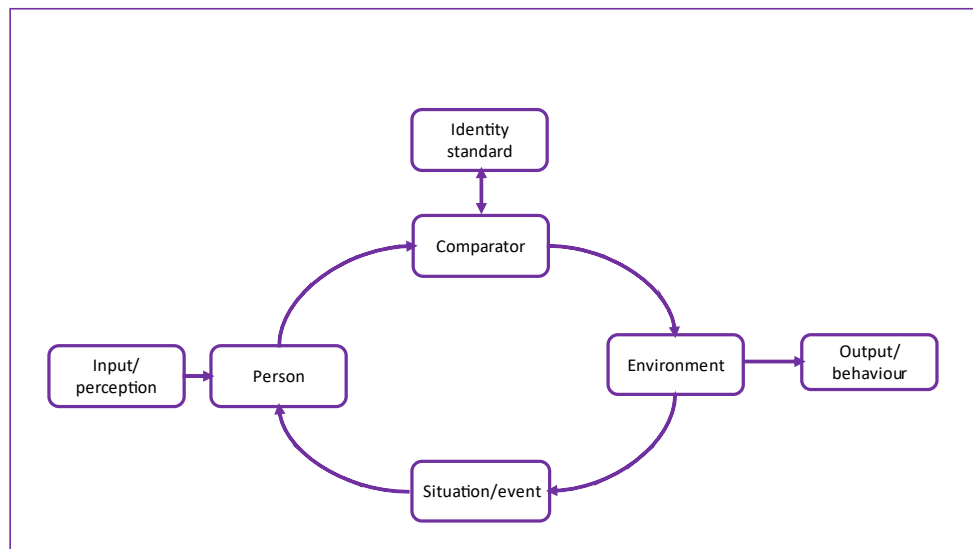 Identity
standard
Comparator
Input/
perception
Person
Environment
Output/
behaviour
Situation/event